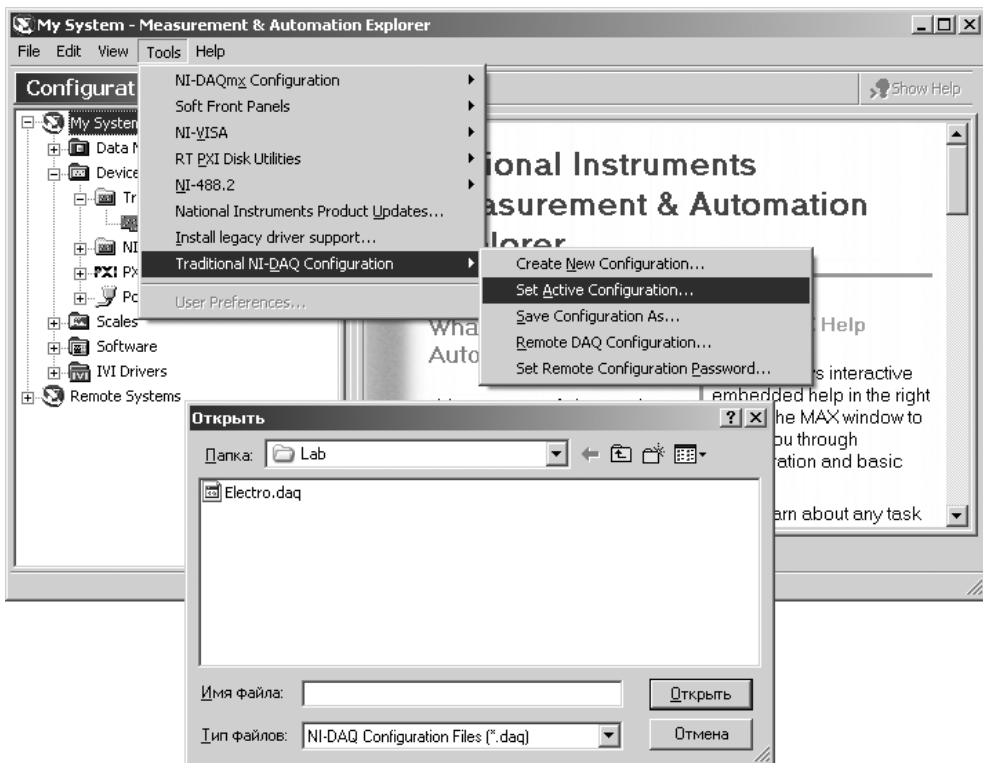 My System - Measurement & Automation Explorer
File Edit View Tools Help
Configurat
Show Help
NI-DAQmx Configuration
Soft Front Panels
NI-VISA
RT PXI Disk Utilities
NI-488.2
National Instruments Product Updates...
Install legacy driver support...
Traditional NI-DAQ Configuration
User Preferences...
Create New Configuration...
Set Active Configuration...
Save Configuration As...
Remote DAQ Configuration...
Set Remote Configuration Password...
My System
Data N
Device
Tr
NI
PXI PX
Po
Scales
Software
IVI Drivers
Remote Systems
ional Instruments
asurement & Automation
lorer
Wha
Help
Auto
s interactive
embedded help in the right
he MAX window to
ou through
ration and basic
arn about any task
Открыть
Папка: Lab
Electro.daq
Имя файла:
Открыть
Тип файлов: NI-DAQ Configuration Files (*.daq)
Отмена